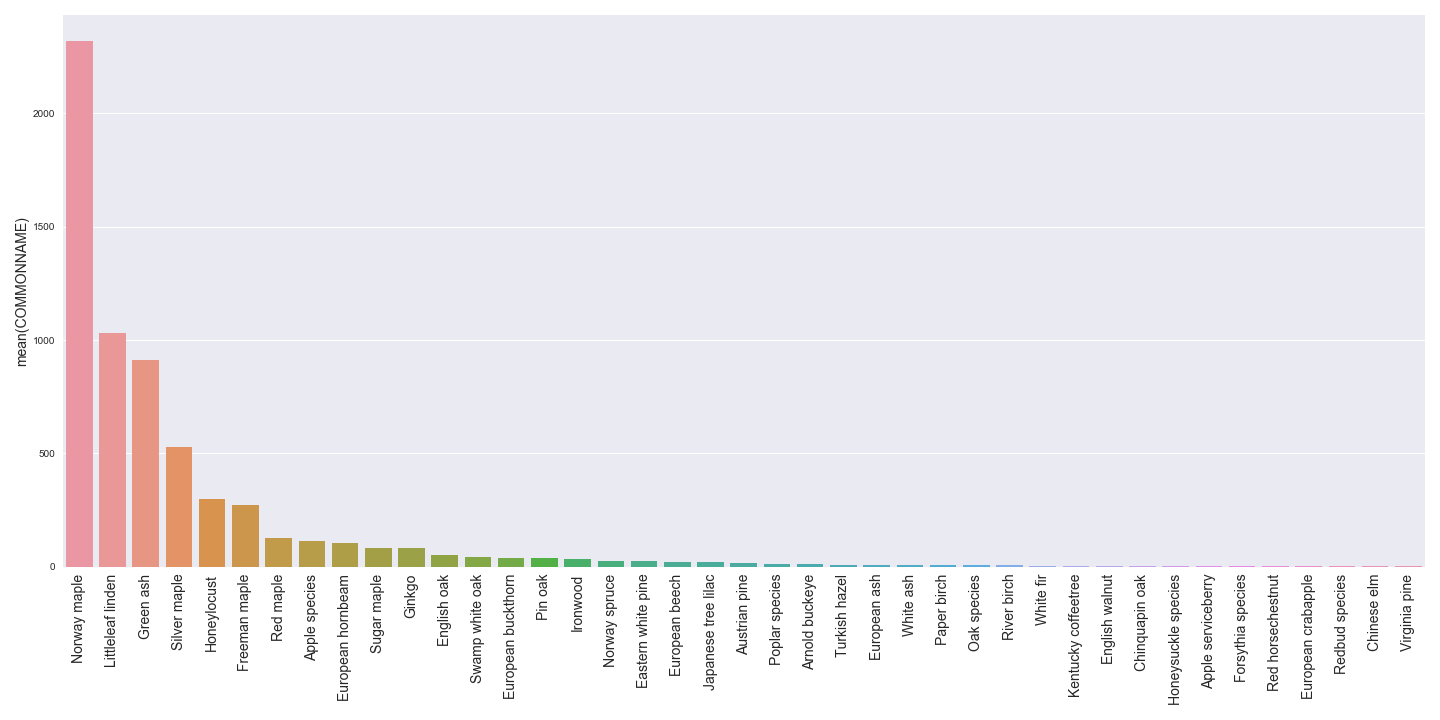 mean(COMMONNAME)
2000
1500
1000
500
0
Norway maple
Littleleaf linden
Green ash
Silver maple
Honeylocust
Freeman maple
Red maple
Apple species
European hornbeam
Sugar maple
Ginkgo
English oak
Swamp white oak
European buckthorn
Pin oak
Ironwood
Norway spruce
Eastern white pine
European beech
Japanese tree lilac
Austrian pine
Poplar species
Arnold buckeye
Turkish hazel
European ash
White ash
Paper birch
Oak species
River birch
White fir
Kentucky coffeetree
English walnut
Chinquapin oak
Honeysuckle species
Apple serviceberry
Forsythia species
Red horsechestnut
European crabapple
Redbud species
Chinese elm
Virginia pine